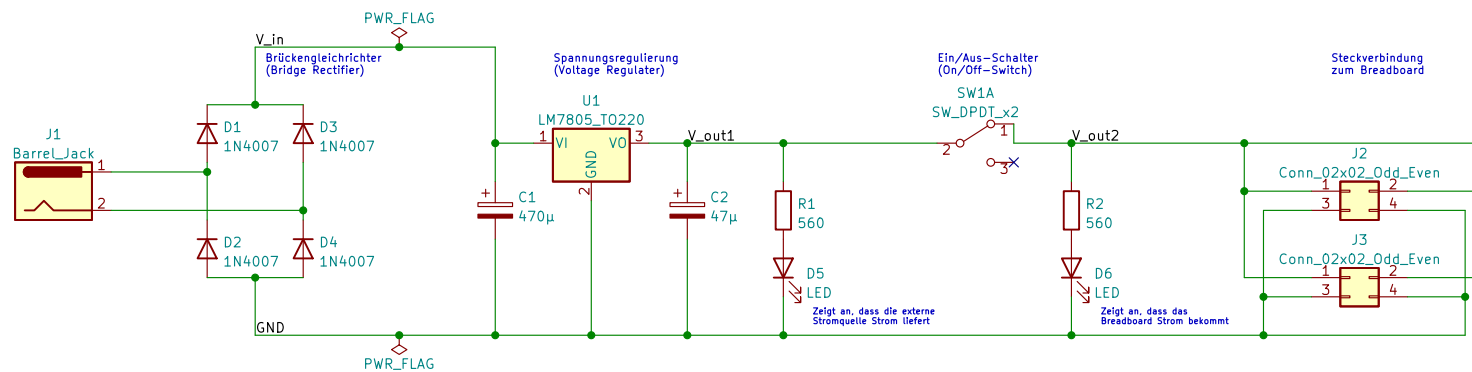 PWR_FLAG
V_in
Brückengleichrichter
(Bridge Rectifier)
Spannungsregulierung
(Voltage Regulater)
Ein/Aus-Schalter
(On/Off-Switch)
Steckverbindung
zum Breadboard
J1
Barrel_Jack
1
2
D1
1N4007
D3
1N4007
D2
1N4007
D4
1N4007
GND
PWR_FLAG
C1
470µ
+
U1
LM7805_TO220
1
VI
VO
3
GND
2
V_out1
+
C2
47µ
R1
560
D5
LED
Zeigt an, dass die externe
Stromquelle Strom liefert
SW1A
SW_DPDT_x2
2
1
3
V_out2
R2
560
D6
LED
Zeigt an, dass das
Breadboard Strom bekommt
J2
Conn_02x02_Odd_Even
1
2
3
4
J3
Conn_02x02_Odd_Even
1
2
3
4